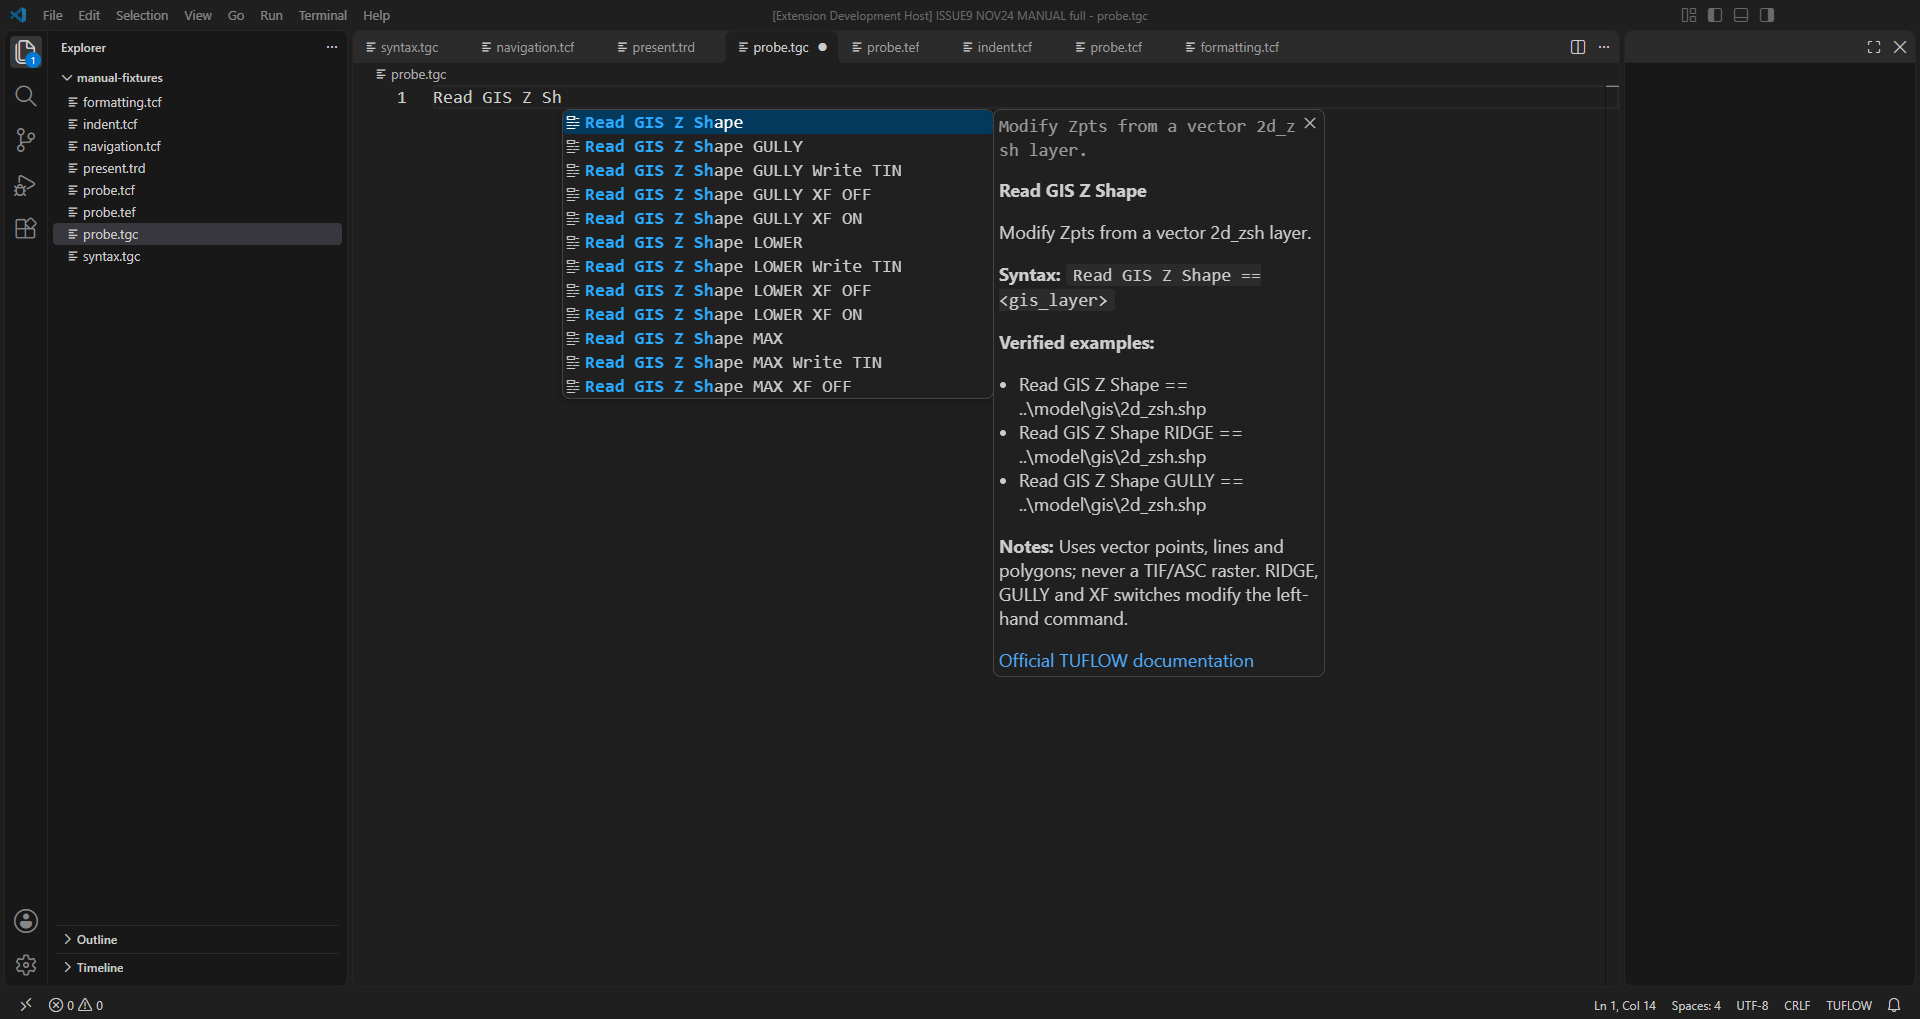 File Edit Selection View Go Run Terminal Help
[Extension Development Host] ISSUE9 NOV24 MANUAL full - probe.tgc
Explorer
syntax.tgc navigation.tcf present.trd probe.tgc probe.tef indent.tcf probe.tcf formatting.tcf
manual-fixtures
formatting.tcf
indent.tcf
navigation.tcf
present.trd
probe.tcf
probe.tef
probe.tgc
syntax.tgc
1
probe.tgc
1 Read GIS Z Sh
Read GIS Z Shape
Read GIS Z Shape GULLY
Read GIS Z Shape GULLY Write TIN
Read GIS Z Shape GULLY XF OFF
Read GIS Z Shape GULLY XF ON
Read GIS Z Shape LOWER
Read GIS Z Shape LOWER Write TIN
Read GIS Z Shape LOWER XF OFF
Read GIS Z Shape LOWER XF ON
Read GIS Z Shape MAX
Read GIS Z Shape MAX Write TIN
Read GIS Z Shape MAX XF OFF
Modify Zpts from a vector 2d_z
sh layer.
Read GIS Z Shape
Modify Zpts from a vector 2d_zsh layer.
Syntax: Read GIS Z Shape ==
<gis_layer>
Verified examples:
• Read GIS Z Shape ==
..\model\gis\2d_zsh.shp
• Read GIS Z Shape RIDGE ==
..\model\gis\2d_zsh.shp
• Read GIS Z Shape GULLY ==
..\model\gis\2d_zsh.shp
Notes: Uses vector points, lines and
polygons; never a TIF/ASC raster. RIDGE,
GULLY and XF switches modify the left-
hand command.
Official TUFLOW documentation
Outline
Timeline
0 0
Ln 1, Col 14 Spaces: 4 UTF-8 CRLF TUFLOW